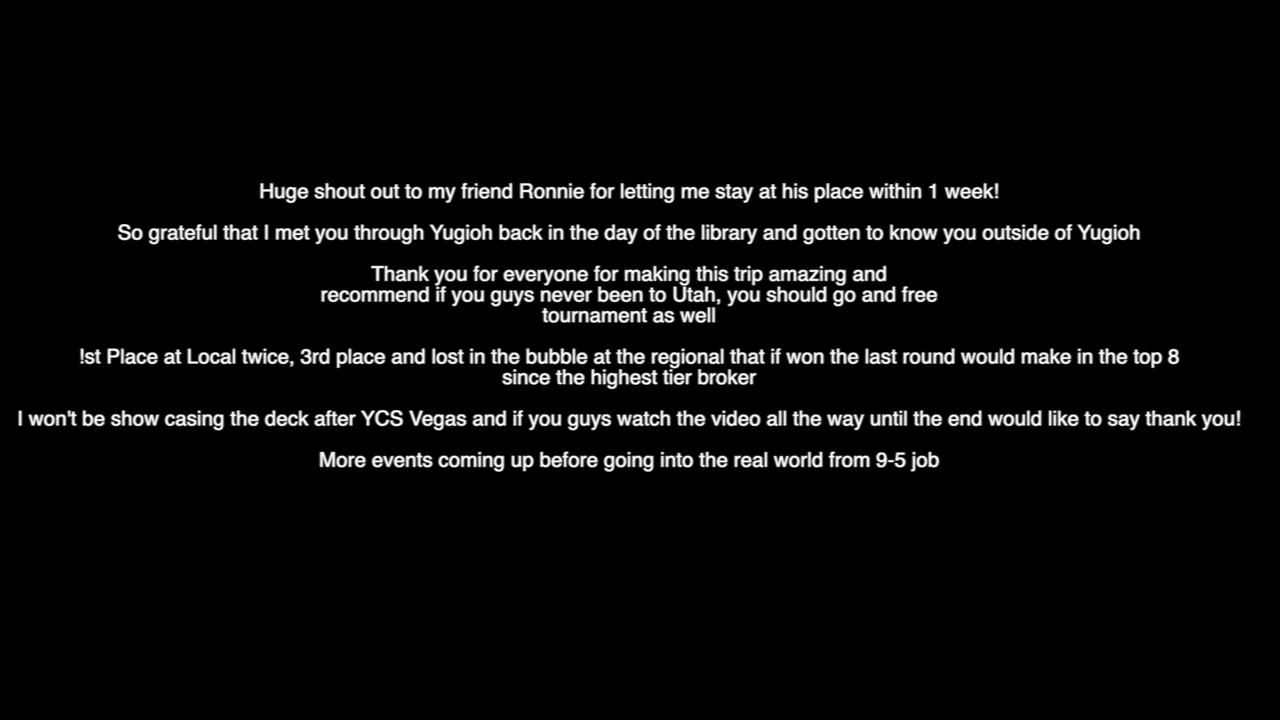 Huge shout out to my friend Ronnie for letting me stay at his place within 1 week!
So grateful that I met you through Yugioh back in the day of the library and gotten to know you outside of Yugioh
Thank you for everyone for making this trip amazing and
recommend if you guys never been to Utah, you should go and free
tournament as well
!st Place at Local twice, 3rd place and lost in the bubble at the regional that if won the last round would make in the top 8
since the highest tier broker
I won't be show casing the deck after YCS Vegas and if you guys watch the video all the way until the end would like to say thank you!
More events coming up before going into the real world from 9-5 job